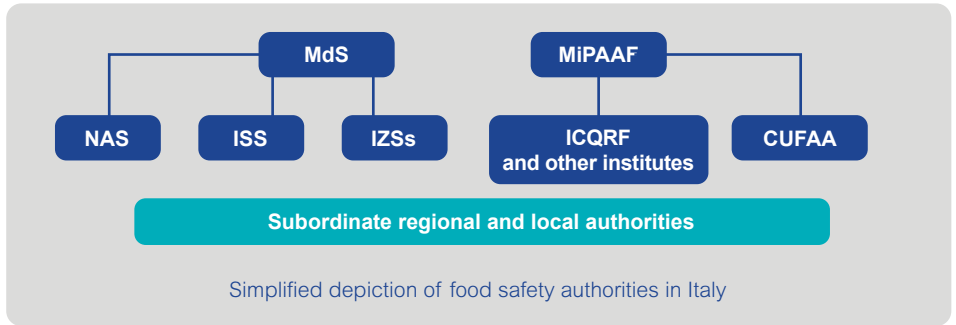 MdS
MiPAAF
NAS
ISS
IZSs
ICQRF
and other institutes
CUFAA
Subordinate regional and local authorities
Simplified depiction of food safety authorities in Italy